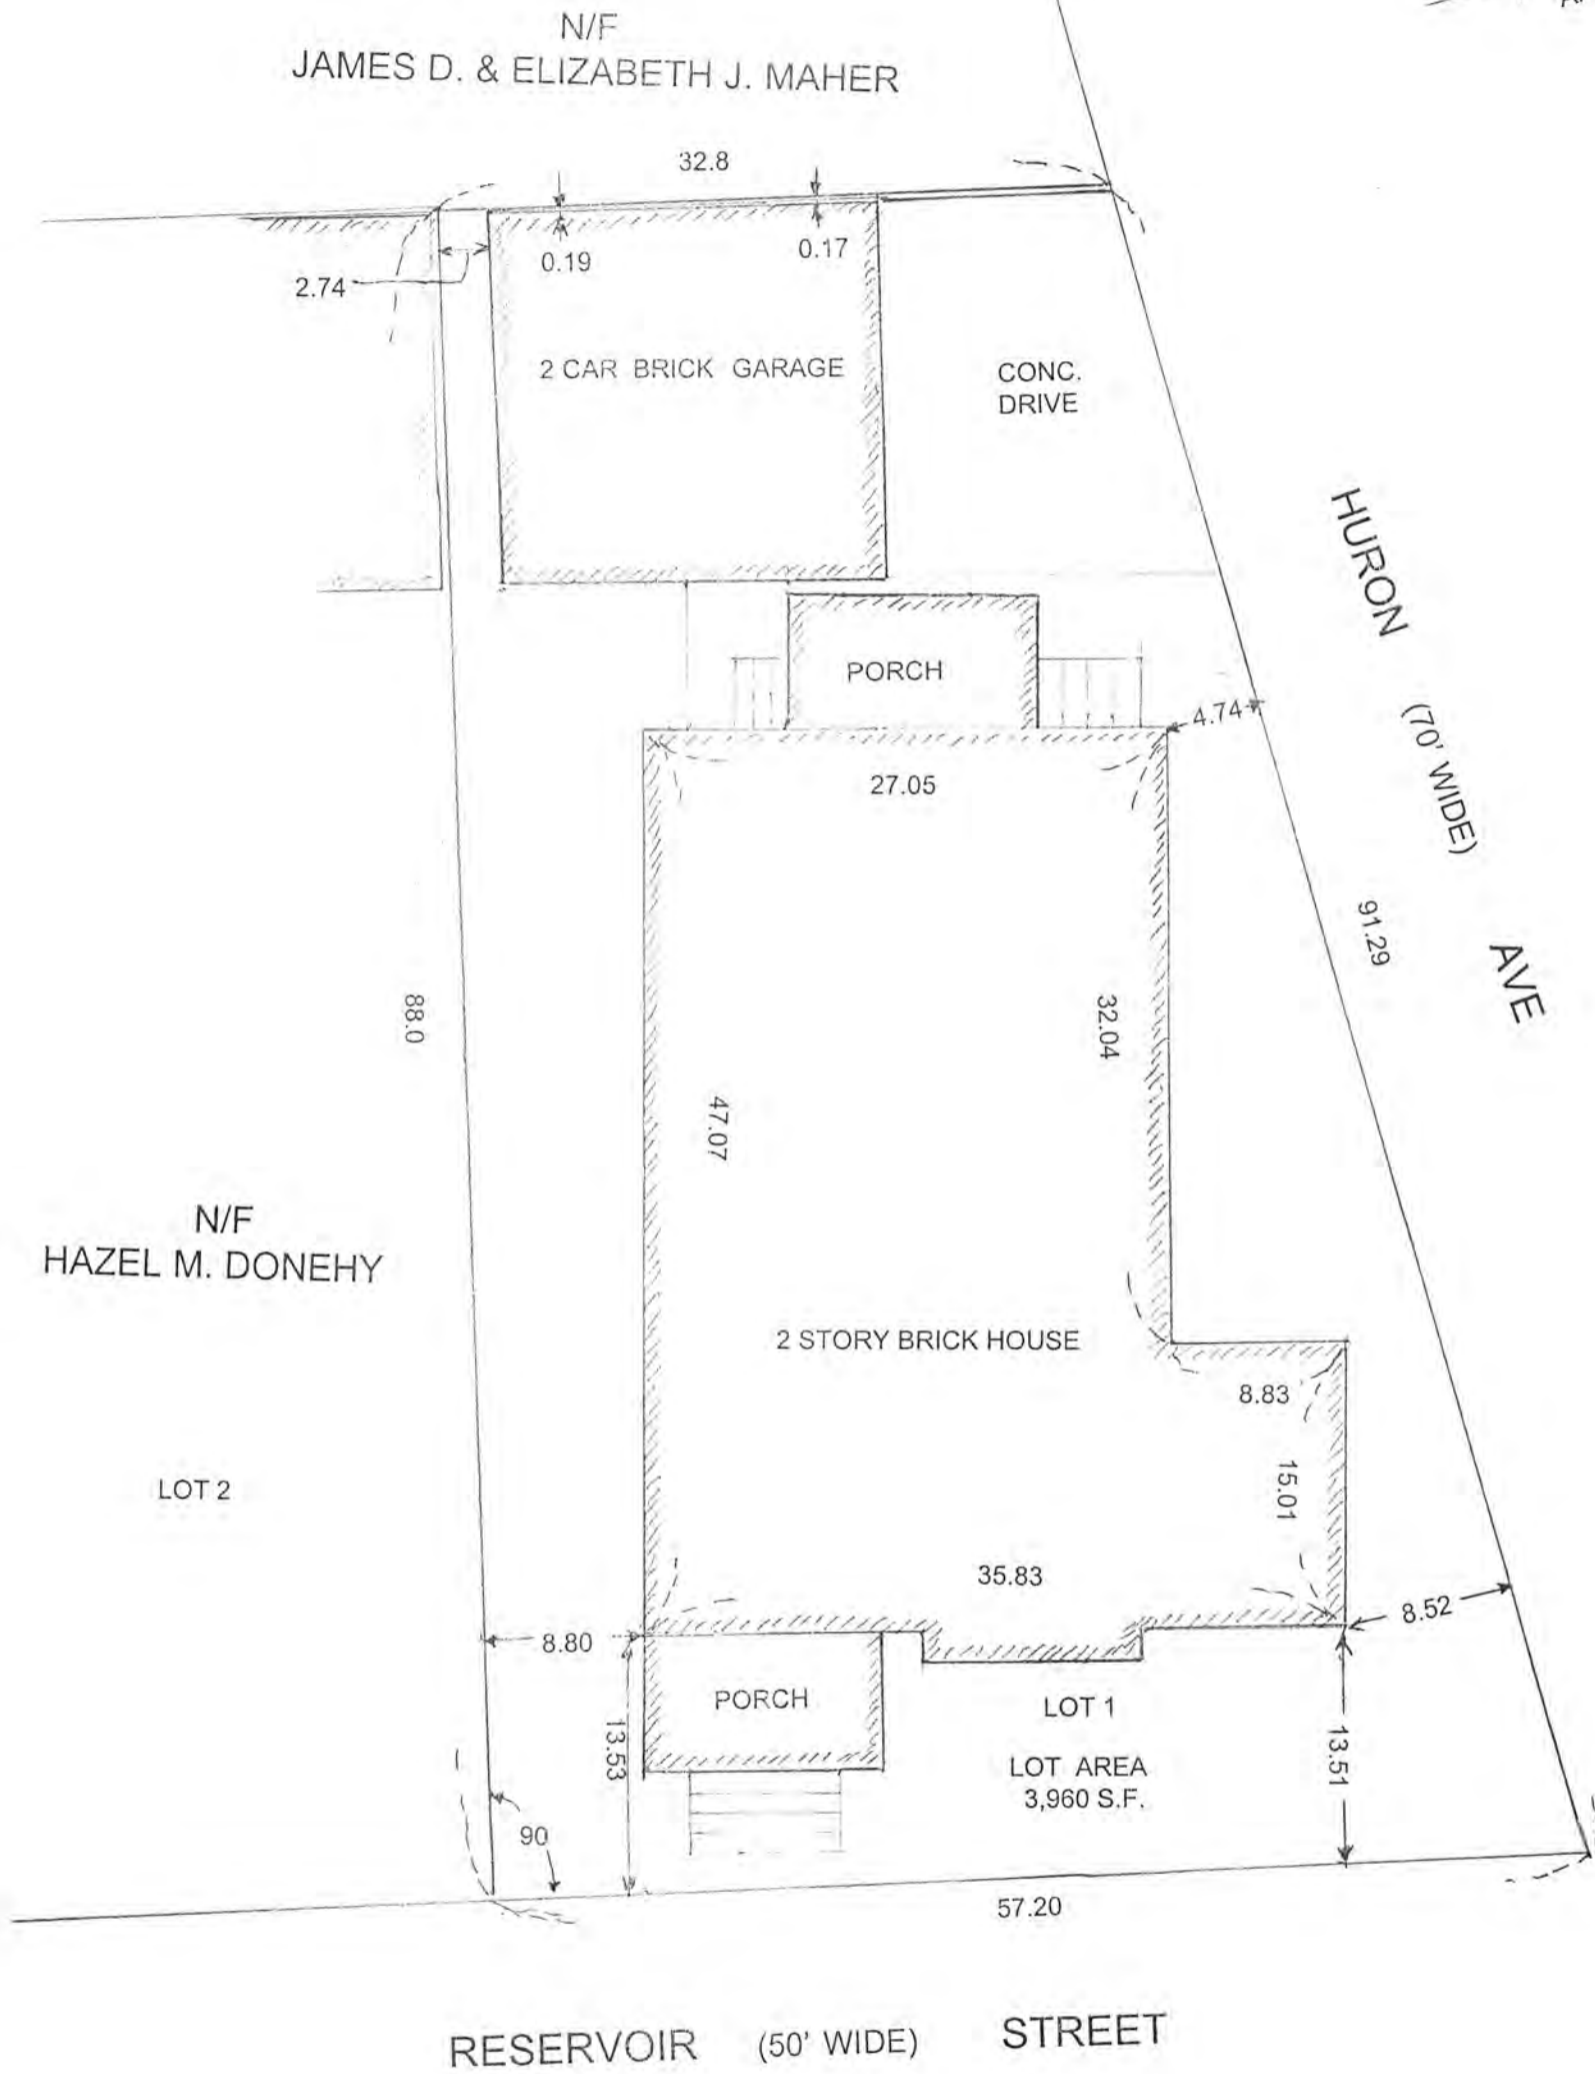 N/F
JAMES D. & ELIZABETH J. MAHER
32.8
0.19
0.17
2.74
2 CAR BRICK GARAGE
CONC.
DRIVE
HURON (70' WIDE) AVE
PORCH
4.74
27.05
91.29
88.0
32.04
47.07
N/F
HAZEL M. DONEHY
2 STORY BRICK HOUSE
8.83
LOT 2
15.01
35.83
8.52
8.80
PORCH
LOT 1
13.53
13.51
LOT AREA
3,960 S.F.
90
57.20
RESERVOIR (50' WIDE) STREET